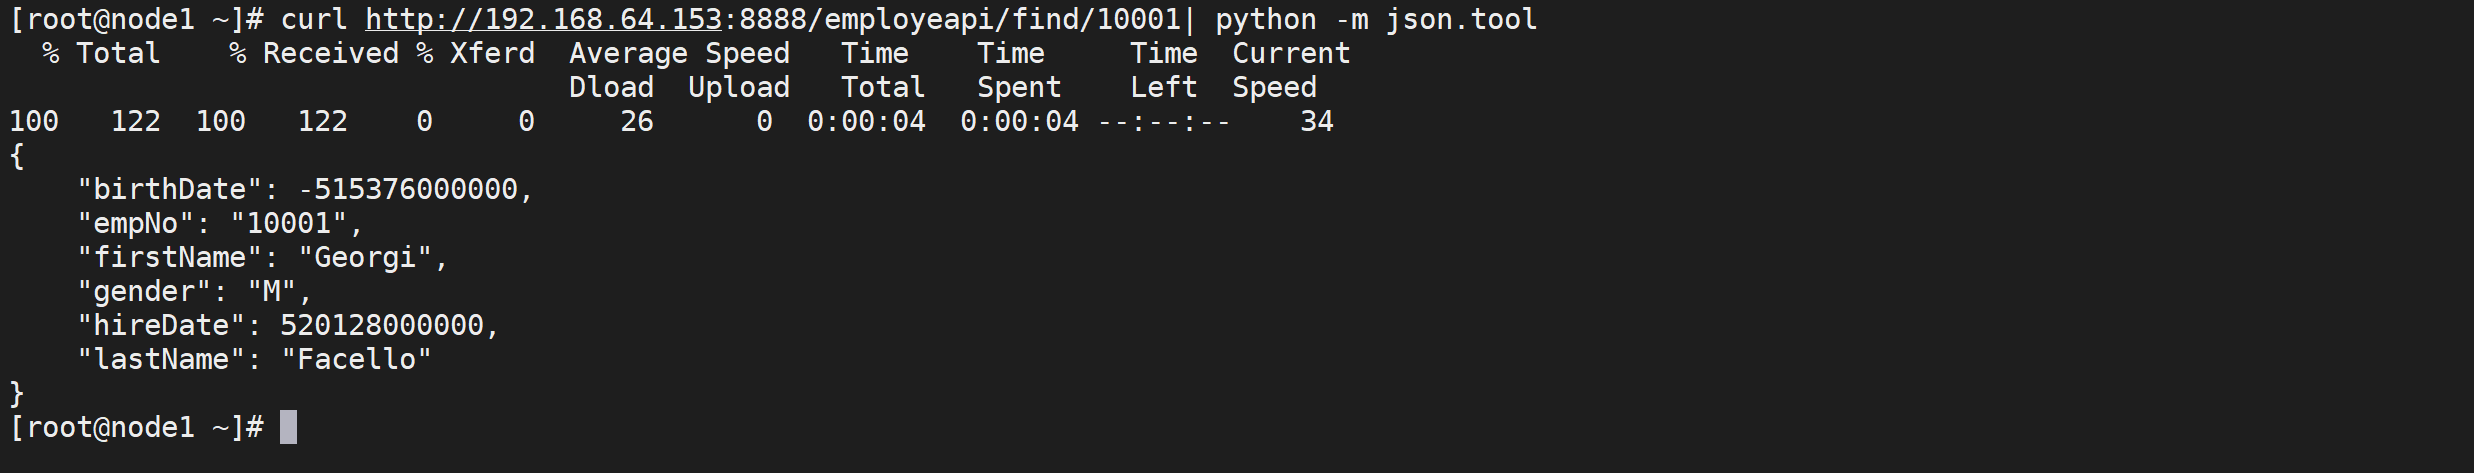 [root@node1 ~]# curl http://192.168.64.153:8888/employeapi/find/10001| python -m json.tool
  % Total    % Received % Xferd  Average Speed   Time    Time     Time  Current
                                 Dload  Upload   Total   Spent    Left  Speed
100   122  100   122    0     0     26      0  0:00:04  0:00:04 --:--:--    34
{
    "birthDate": -515376000000,
    "empNo": "10001",
    "firstName": "Georgi",
    "gender": "M",
    "hireDate": 520128000000,
    "lastName": "Facello"
}
[root@node1 ~]#